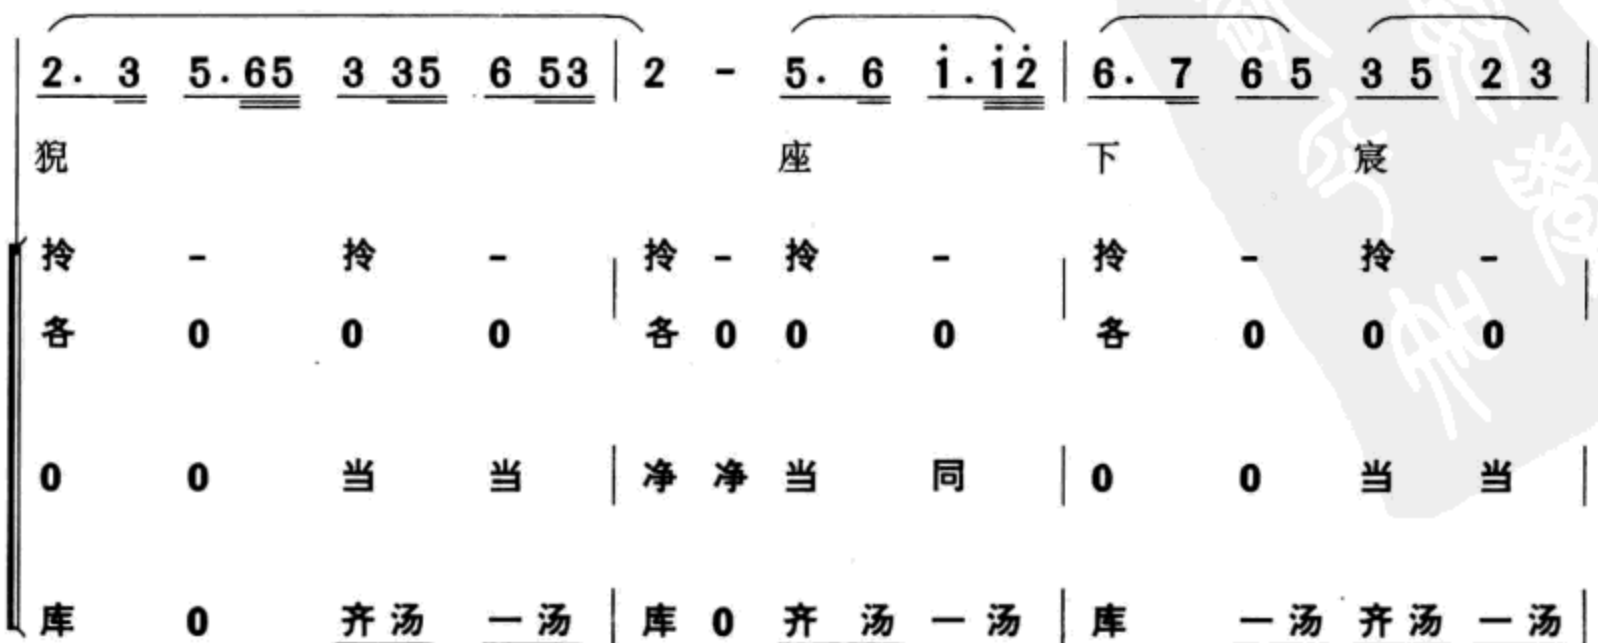 2. 3 5.65 3 35 6 53 | 2 - 5. 6 i.i2̇ | 6. 7 6 5 3 5 2 3 |
猊 座 下 宸
拎 - 拎 - | 拎 - 拎 - | 拎 - 拎 - |
各 0 0 0 各 0 0 0 各 0 0 0
0 0 当 当 | 净 净 当 同 | 0 0 当 当 |
库 0 齐 汤 一 汤 | 库 0 齐 汤 一 汤 | 库 一 汤 齐 汤 一 汤 |